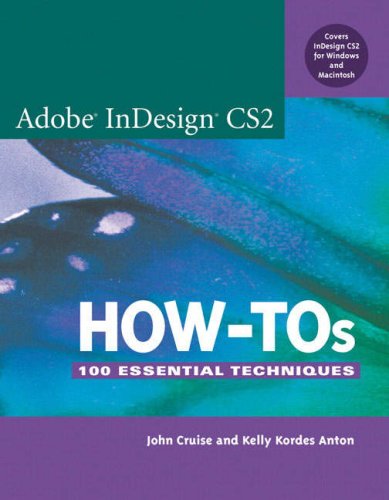 Covers
InDesign CS2
for Windows
and
Macintosh
Adobe® InDesign® CS2
HOW-TOs
100 ESSENTIAL TECHNIQUES
John Cruise and Kelly Kordes Anton